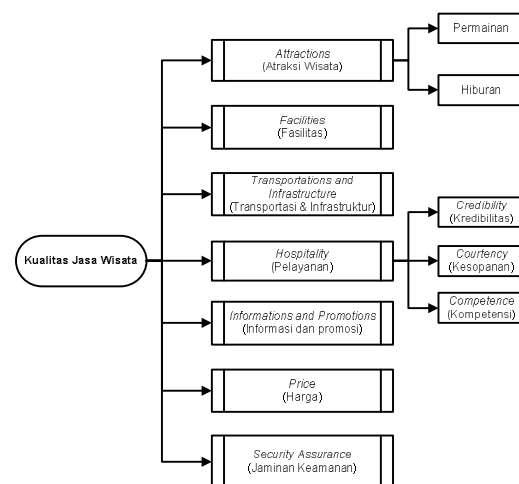 Kualitas Jasa Wisata
Attractions
(Atraksi Wisata)
Permainan
Hiburan
Facilities
(Fasilitas)
Transportations and
Infrastructure
(Transportasi & Infrastruktur)
Hospitality
(Pelayanan)
Credibility
(Kredibilitas)
Courtency
(Kesopanan)
Competence
(Kompetensi)
Informations and Promotions
(Informasi dan promosi)
Price
(Harga)
Security Assurance
(Jaminan Keamanan)